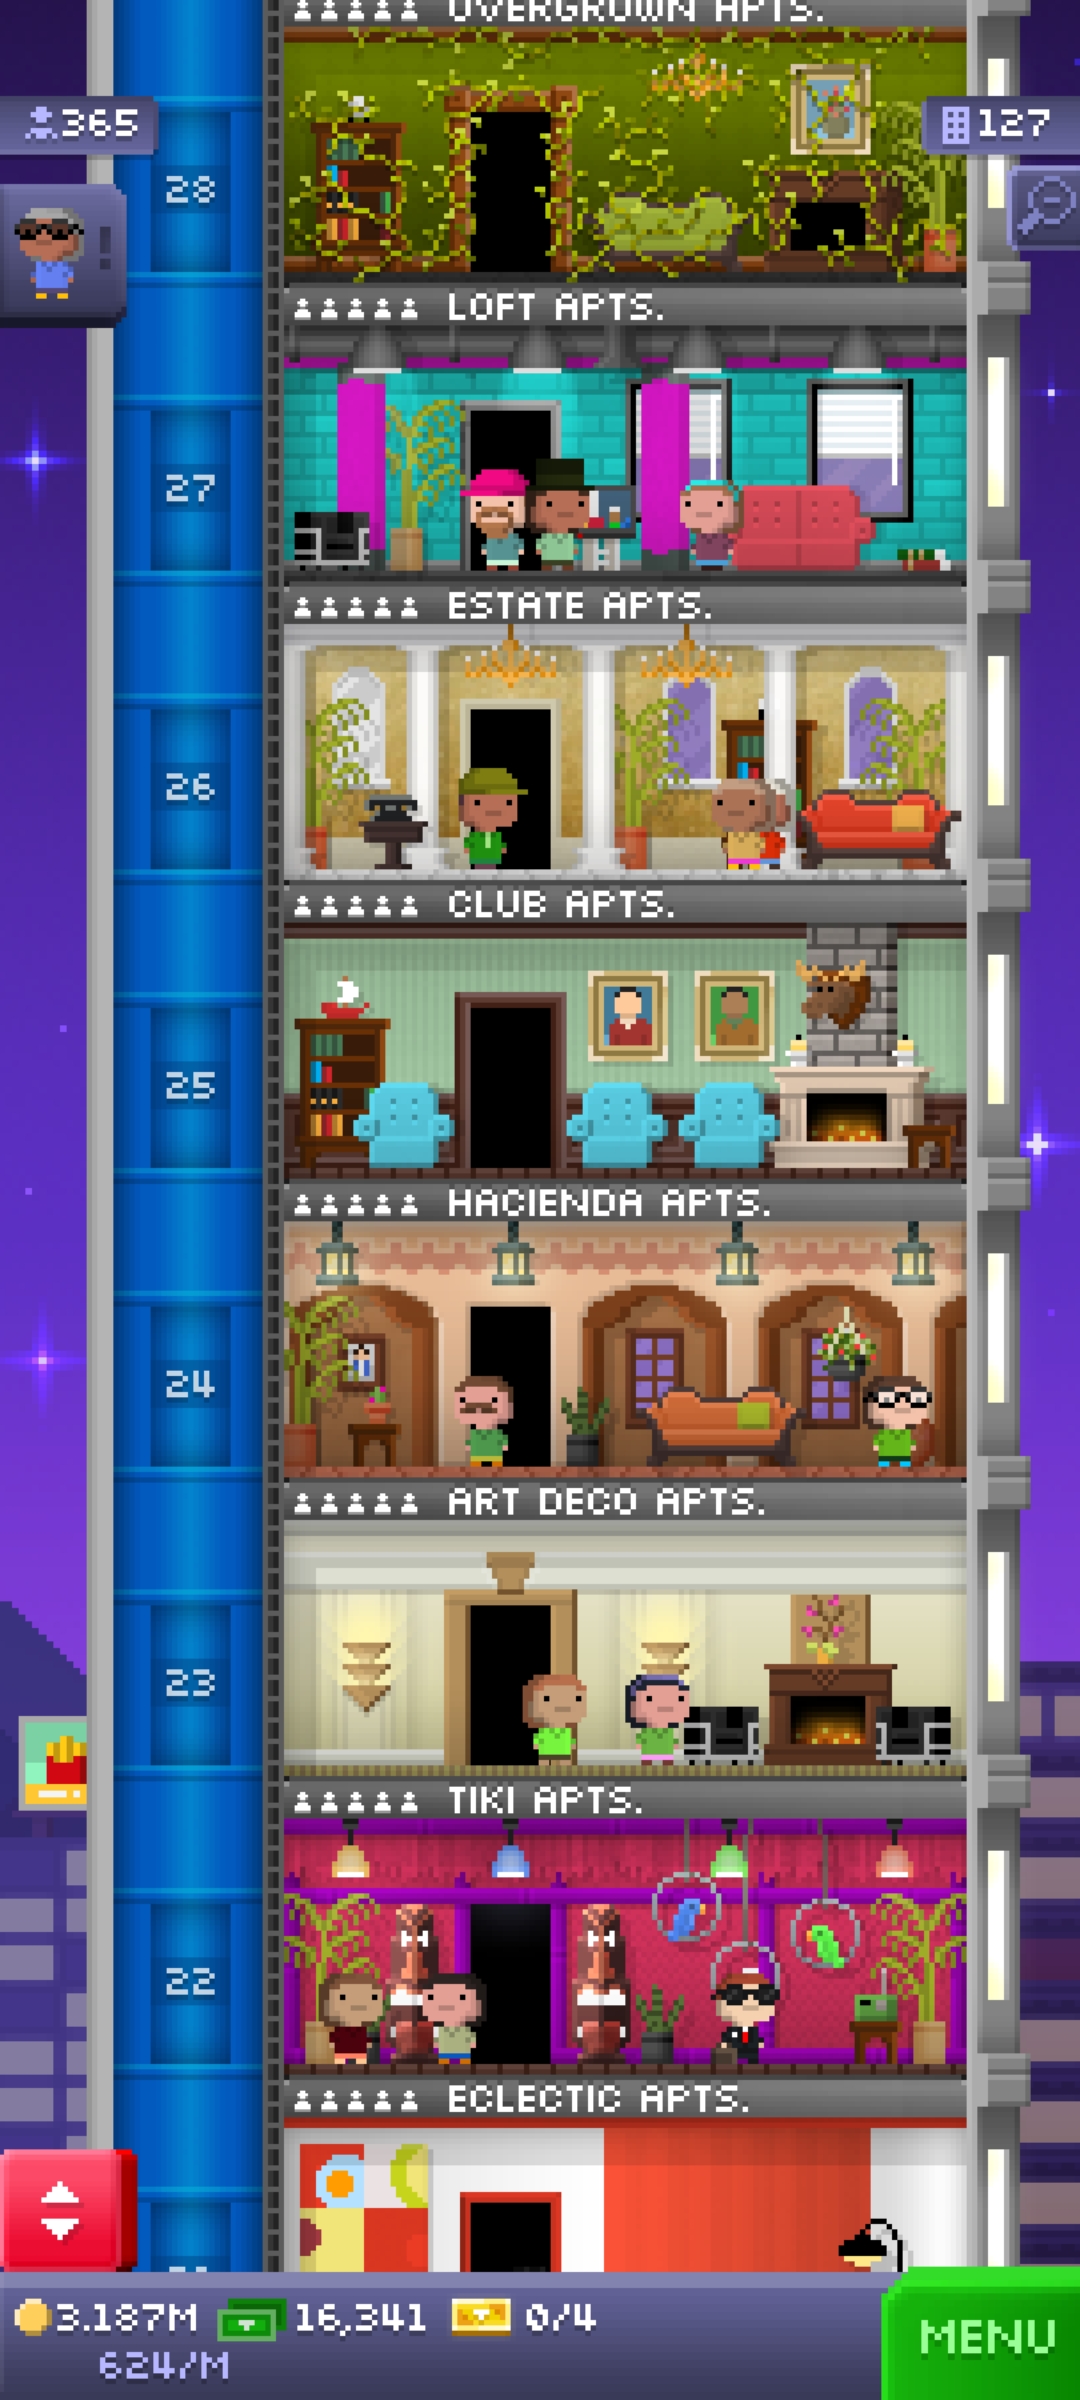 OVERGROWN APTS.
365
127
28
!
LOFT APTS.
27
ESTATE APTS.
26
CLUB APTS.
25
HACIENDA APTS.
24
ART DECO APTS.
23
TIKI APTS.
22
ECLECTIC APTS.
3.187M 16,341 0/4
624/M
MENU